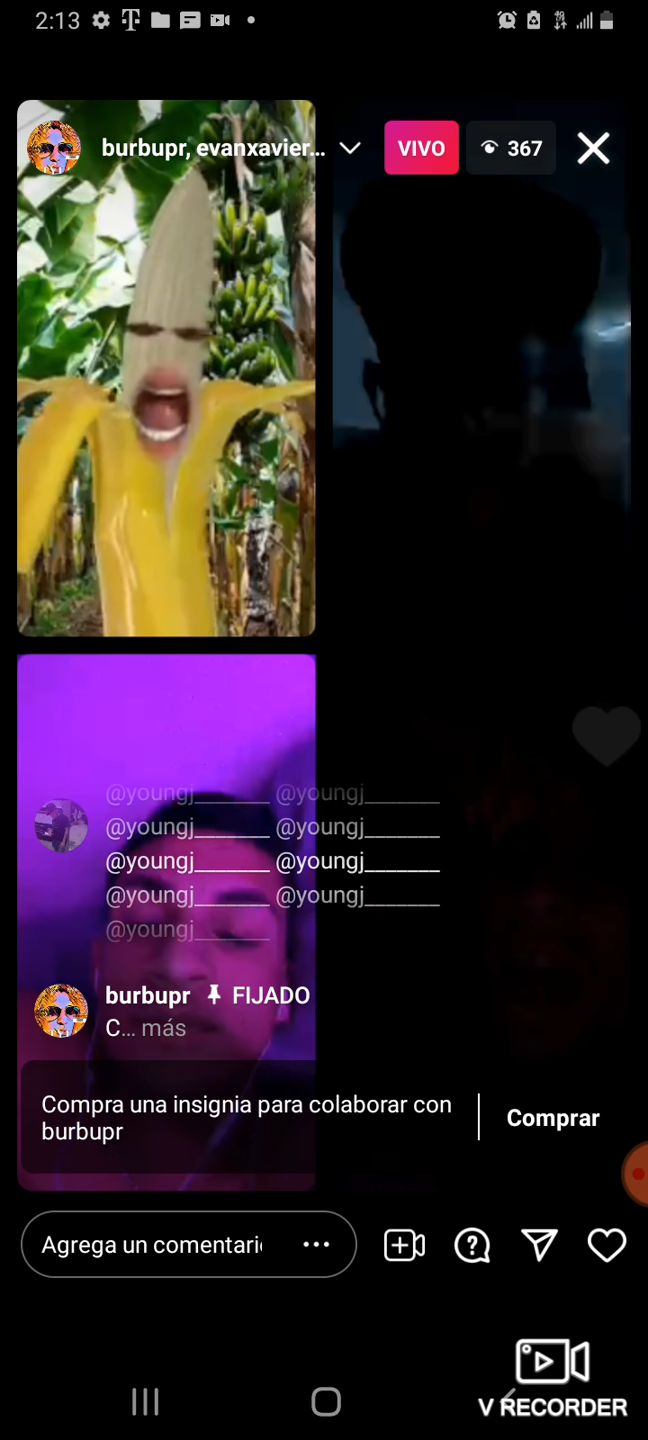 2:13
burbupr, evanxavier...
VIVO
367
@youngj_______ @youngj_______
@youngj_______ @youngj_______
@youngj_______ @youngj_______
@youngj_______ @youngj_______
@youngj_______
burbupr FIJADO
C... más
Compra una insignia para colaborar con
burbupr
Comprar
Agrega un comentari
V RECORDER